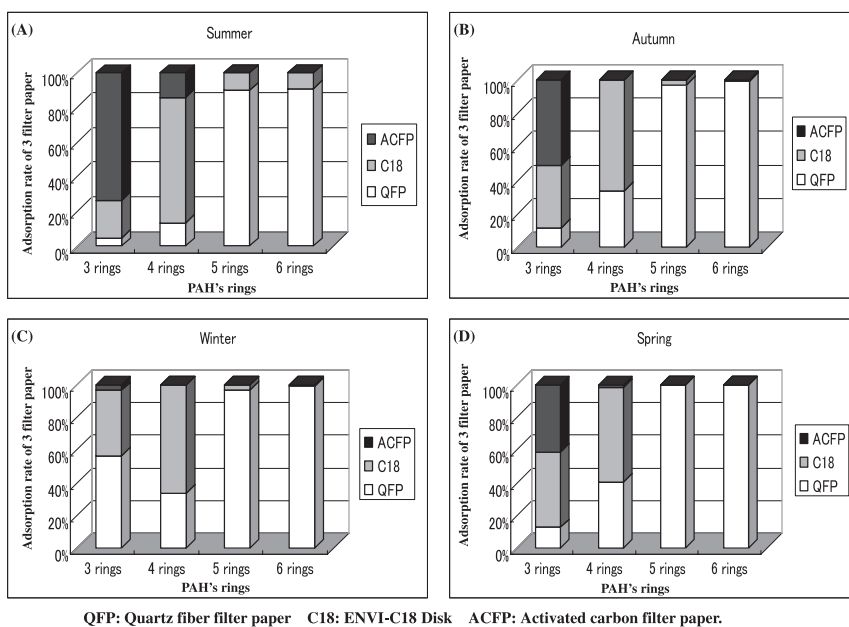 (A)
Summer
Adsorption rate of 3 filter paper
100%
80%
60%
40%
20%
0%
3 rings 4 rings 5 rings 6 rings
PAH's rings
ACFP
C18
QFP
(B)
Autumn
Adsorption rate of 3 filter paper
100%
80%
60%
40%
20%
0%
3 rings 4 rings 5 rings 6 rings
PAH's rings
ACFP
C18
QFP
(C)
Winter
Adsorption rate of 3 filter paper
100%
80%
60%
40%
20%
0%
3 rings 4 rings 5 rings 6 rings
PAH's rings
ACFP
C18
QFP
(D)
Spring
Adsorption rate of 3 filter paper
100%
80%
60%
40%
20%
0%
3 rings 4 rings 5 rings 6 rings
PAH's rings
ACFP
C18
QFP
QFP: Quartz fiber filter paper C18: ENVI-C18 Disk ACFP: Activated carbon filter paper.